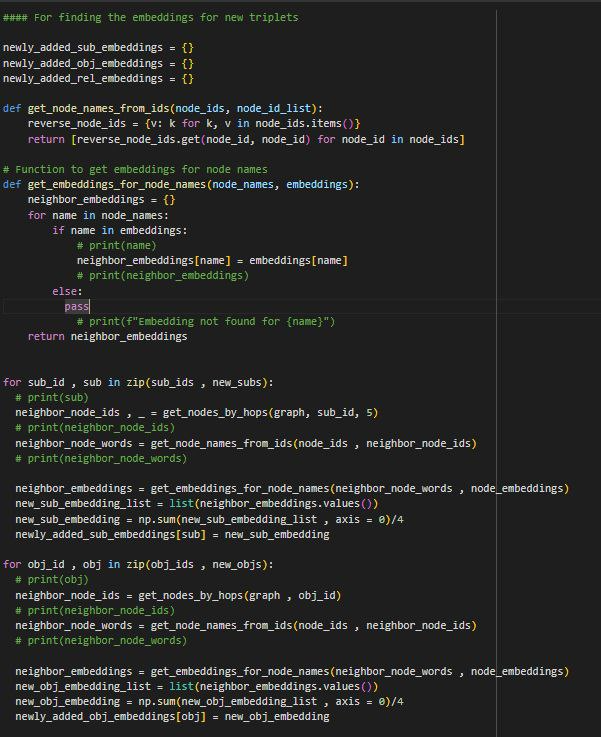 #### For finding the embeddings for new triplets
newly_added_sub_embeddings = {}
newly_added_obj_embeddings = {}
newly_added_rel_embeddings = {}
def get_node_names_from_ids(node_ids, node_id_list):
    reverse_node_ids = {v: k for k, v in node_ids.items()}
    return [reverse_node_ids.get(node_id, node_id) for node_id in node_ids]
# Function to get embeddings for node names
def get_embeddings_for_node_names(node_names, embeddings):
    neighbor_embeddings = {}
    for name in node_names:
        if name in embeddings:
            # print(name)
            neighbor_embeddings[name] = embeddings[name]
            # print(neighbor_embeddings)
        else:
          pass
            # print(f"Embedding not found for {name}")
    return neighbor_embeddings
for sub_id , sub in zip(sub_ids , new_subs):
  # print(sub)
  neighbor_node_ids , _ = get_nodes_by_hops(graph, sub_id, 5)
  # print(neighbor_node_ids)
  neighbor_node_words = get_node_names_from_ids(node_ids , neighbor_node_ids)
  # print(neighbor_node_words)
  neighbor_embeddings = get_embeddings_for_node_names(neighbor_node_words , node_embeddings)
  new_sub_embedding_list = list(neighbor_embeddings.values())
  new_sub_embedding = np.sum(new_sub_embedding_list , axis = 0)/4
  newly_added_sub_embeddings[sub] = new_sub_embedding
for obj_id , obj in zip(obj_ids , new_objs):
  # print(obj)
  neighbor_node_ids = get_nodes_by_hops(graph , obj_id)
  # print(neighbor_node_ids)
  neighbor_node_words = get_node_names_from_ids(node_ids , neighbor_node_ids)
  # print(neighbor_node_words)
  neighbor_embeddings = get_embeddings_for_node_names(neighbor_node_words , node_embeddings)
  new_obj_embedding_list = list(neighbor_embeddings.values())
  new_obj_embedding = np.sum(new_obj_embedding_list , axis = 0)/4
  newly_added_obj_embeddings[obj] = new_obj_embedding